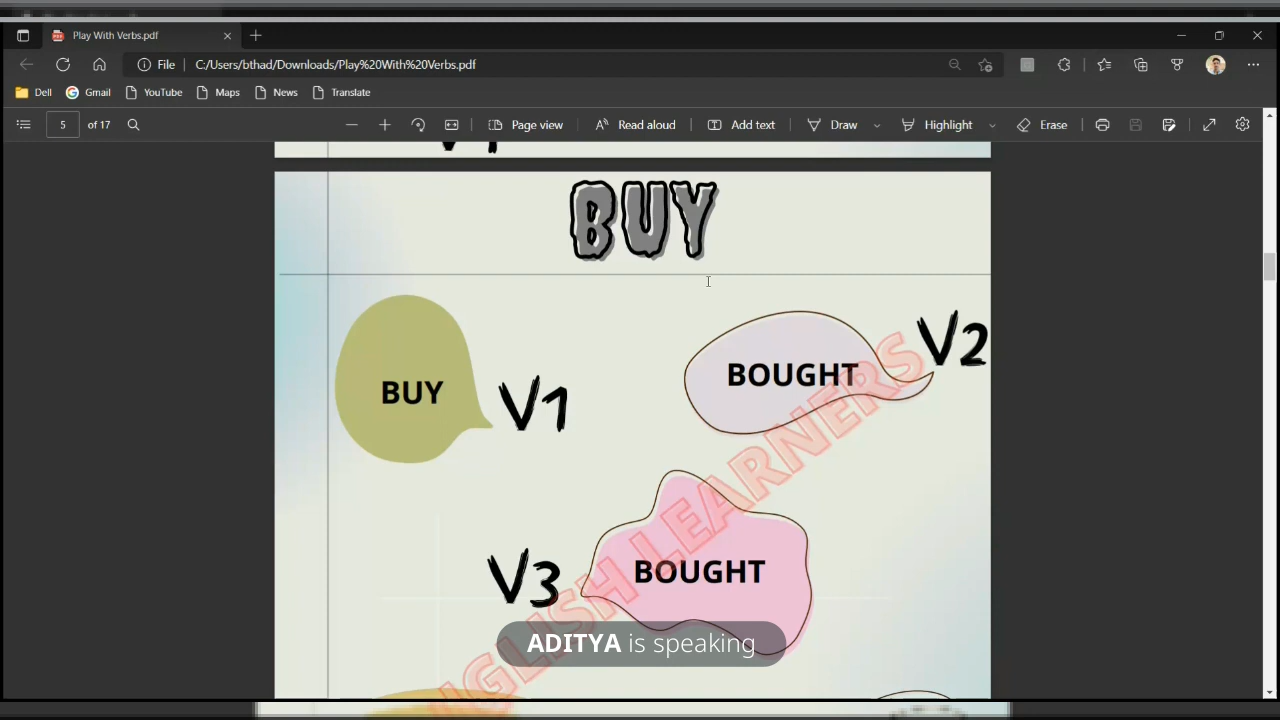 Play With Verbs.pdf
File C:/Users/bthad/Downloads/Play%20With%20Verbs.pdf
Dell Gmail YouTube Maps News Translate
5 of 17 Page view Read aloud Add text Draw Highlight Erase
BUY
BUY V1
BOUGHT V2
V3 BOUGHT
ENGLISH LEARNERS
ADITYA is speaking